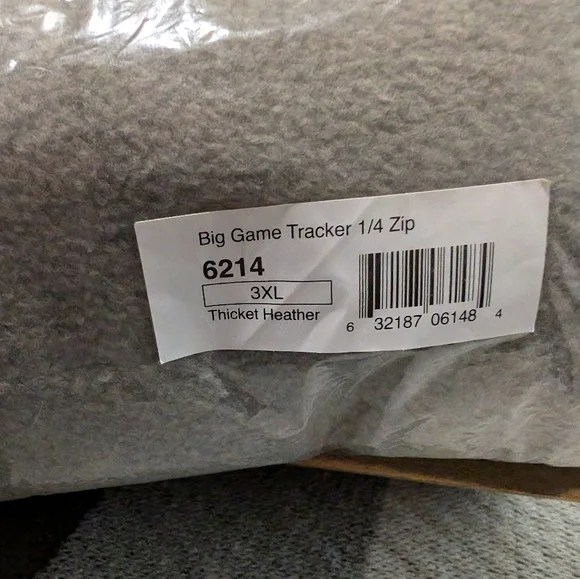 Big Game Tracker 1/4 Zip
6214
3XL
Thicket Heather
6 32187 06148 4